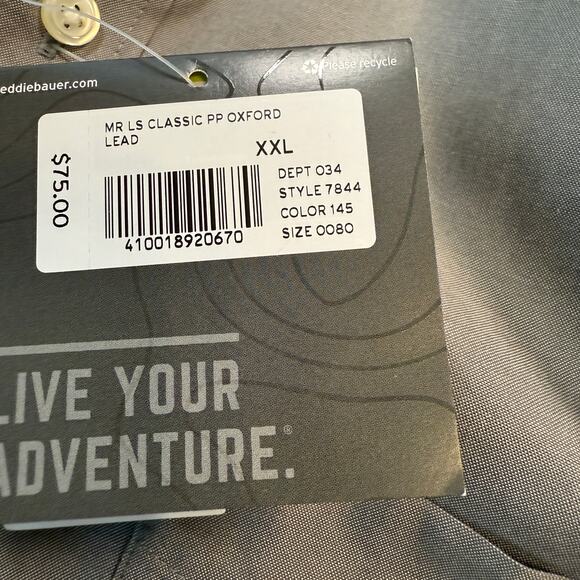 eddiebauer.com
Please recycle
MR LS CLASSIC PP OXFORD
LEAD
XXL
$75.00
DEPT 034
STYLE 7844
COLOR 145
SIZE 0080
410018920670
LIVE YOUR
ADVENTURE.®